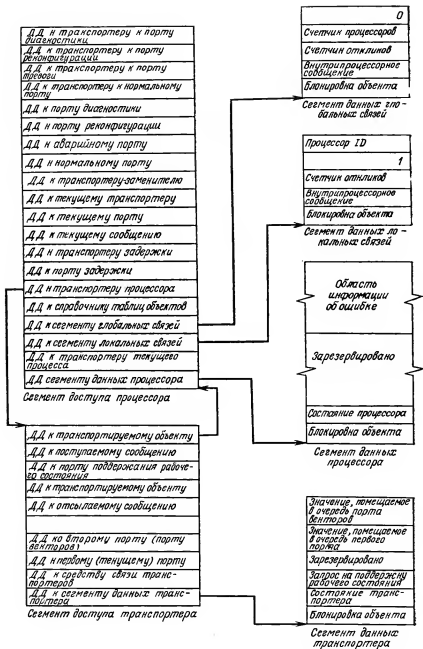 ДД к транспортеру к порту
диагностики
ДД к транспортеру к порту
реконфигурации
ДД к транспортеру к порту
тревоги
ДД к транспортеру к нормальному
порту
ДД к порту диагностики
ДД к порту реконфигурации
ДД к аварийному порту
ДД к нормальному порту
ДД к транспортеру-заменителю
ДД к текущему транспортеру
ДД к текущему порту
ДД к текущему сообщению
ДД к транспортеру задержки
ДД к порту задержки
ДД к транспортеру процессора
ДД к справочнику таблиц объектов
ДД к сегменту глобальных связей
ДД к сегменту локальных связей
ДД к транспортеру текущего
процесса
ДД сегменту данных процессора
Сегмент доступа процессора
ДД к транспортируемому объекту
ДД к поступаемому сообщению
ДД к порту поддержания рабоче-
го состояния
ДД к транспортируемому объекту
ДД к отсылаемому сообщению
ДД ко второму порту (порту
векторов)
ДД к первому (текущему) порту
ДД к средству связи транс-
портеров
ДД к сегменту данных транс-
портера
Сегмент доступа транспортера
0
Счетчик процессоров
Счетчик откликов
Внутрипроцессорное
сообщение
Блокировка объекта
Сегмент данных гло-
бальных связей
Процессор ID
1
Счетчик откликов
Внутрипроцессорное
сообщение
Блокировка объекта
Сегмент данных ло-
кальных связей
Область
информации
об ошибке
Зарезервировано
Состояние процессора
Блокировка объекта
Сегмент данных
процессора
Значение, помещаемое
в очередь порта
векторов
Значение, помещаемое
в очередь первого
порта
Зарезервировано
Запрос на поддержку
рабочего состояния
Состояние транс-
портера
Блокировка объекта
Сегмент данных
транспортера